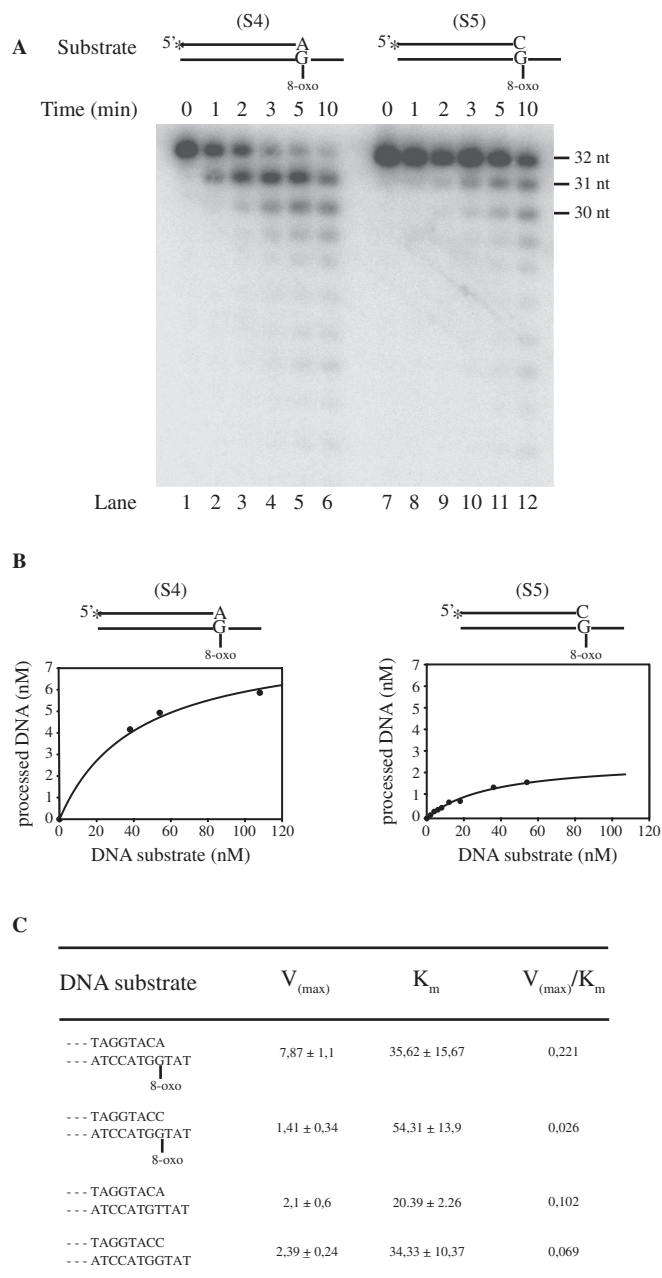 (S4) (S5)
A Substrate 5'* A 5'* C
G G
8-oxo 8-oxo
Time (min) 0 1 2 3 5 10 0 1 2 3 5 10
32 nt
31 nt
30 nt
Lane 1 2 3 4 5 6 7 8 9 10 11 12
B
(S4) (S5)
5'* A 5'* C
G G
8-oxo 8-oxo
processed DNA (nM)
7
6
5
4
3
2
1
0
0 20 40 60 80 100 120
DNA substrate (nM)
processed DNA (nM)
7
6
5
4
3
2
1
0
0 20 40 60 80 100 120
DNA substrate (nM)
C
DNA substrate V(max) Km V(max)/Km
--- TAGGTACA
--- ATCCATGGTAT 7,87 ± 1,1 35,62 ± 15,67 0,221
8-oxo
--- TAGGTACC
--- ATCCATGGTAT 1,41 ± 0,34 54,31 ± 13,9 0,026
8-oxo
--- TAGGTACA
--- ATCCATGTTAT 2,1 ± 0,6 20.39 ± 2.26 0,102
--- TAGGTACC
--- ATCCATGGTAT 2,39 ± 0,24 34,33 ± 10,37 0,069